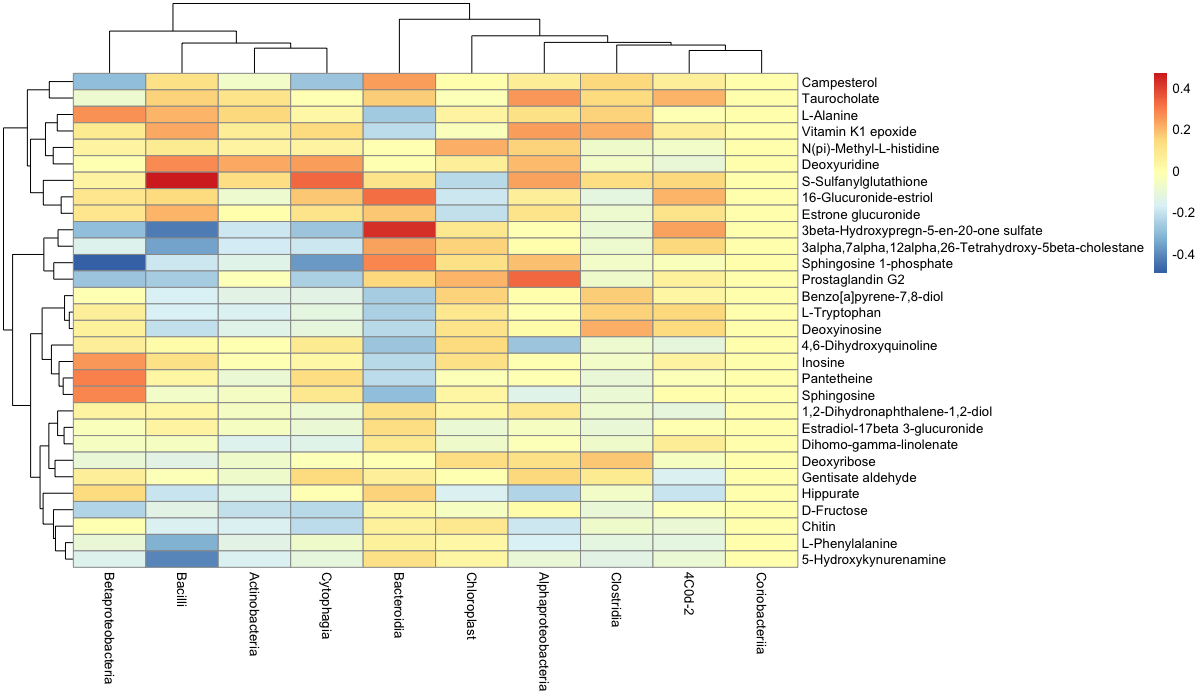 Campesterol
Taurocholate
L-Alanine
Vitamin K1 epoxide
N(pi)-Methyl-L-histidine
Deoxyuridine
S-Sulfanylglutathione
16-Glucuronide-estriol
Estrone glucuronide
3beta-Hydroxypregn-5-en-20-one sulfate
3alpha,7alpha,12alpha,26-Tetrahydroxy-5beta-cholestane
Sphingosine 1-phosphate
Prostaglandin G2
Benzo[a]pyrene-7,8-diol
L-Tryptophan
Deoxyinosine
4,6-Dihydroxyquinoline
Inosine
Pantetheine
Sphingosine
1,2-Dihydronaphthalene-1,2-diol
Estradiol-17beta 3-glucuronide
Dihomo-gamma-linolenate
Deoxyribose
Gentisate aldehyde
Hippurate
D-Fructose
Chitin
L-Phenylalanine
5-Hydroxykynurenamine
Betaproteobacteria
Bacilli
Actinobacteria
Cytophagia
Bacteroidia
Chloroplast
Alphaproteobacteria
Clostridia
4C0d-2
Coriobacteriia
0.4
0.2
0
-0.2
-0.4